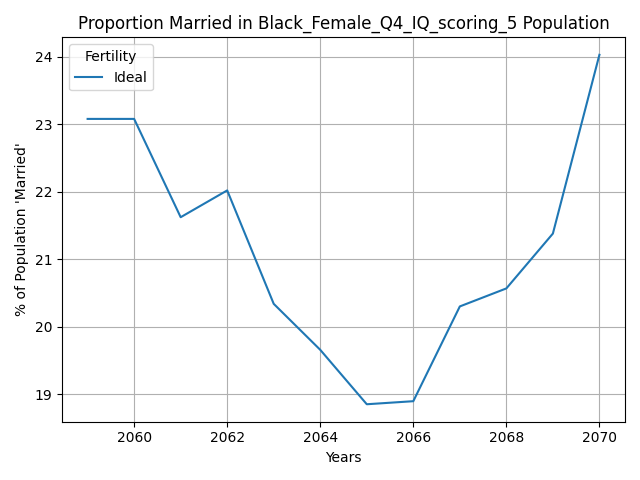 Proportion Married in Black_Female_Q4_IQ_scoring_5 Population
% of Population 'Married'
Fertility
Ideal
24
23
22
21
20
19
2060 2062 2064 2066 2068 2070
Years